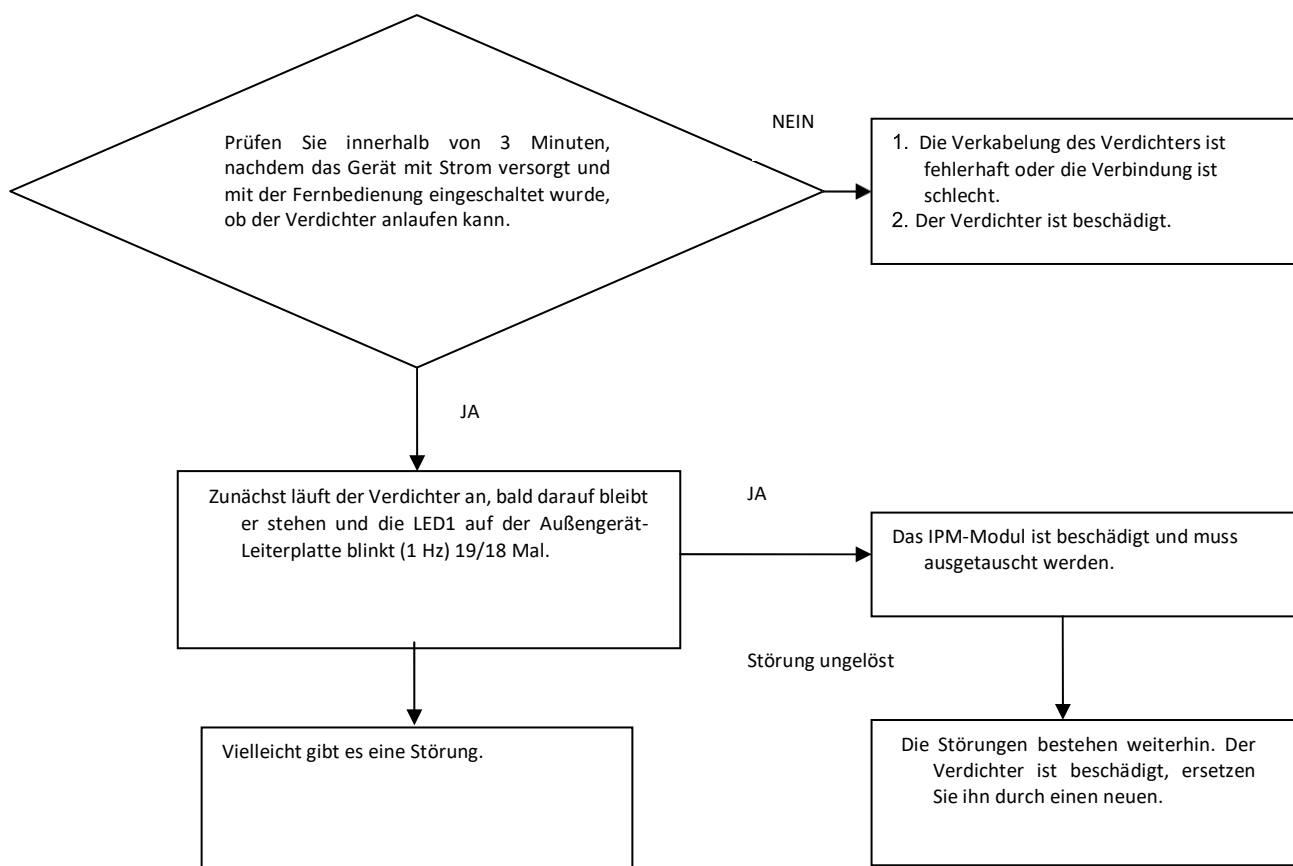 Prüfen Sie innerhalb von 3 Minuten,
nachdem das Gerät mit Strom versorgt und
mit der Fernbedienung eingeschaltet wurde,
ob der Verdichter anlaufen kann.
NEIN
1. Die Verkabelung des Verdichters ist
fehlerhaft oder die Verbindung ist
schlecht.
2. Der Verdichter ist beschädigt.
JA
Zunächst läuft der Verdichter an, bald darauf bleibt
er stehen und die LED1 auf der Außengerät-
Leiterplatte blinkt (1 Hz) 19/18 Mal.
JA
Das IPM-Modul ist beschädigt und muss
ausgetauscht werden.
Störung ungelöst
Vielleicht gibt es eine Störung.
Die Störungen bestehen weiterhin. Der
Verdichter ist beschädigt, ersetzen
Sie ihn durch einen neuen.